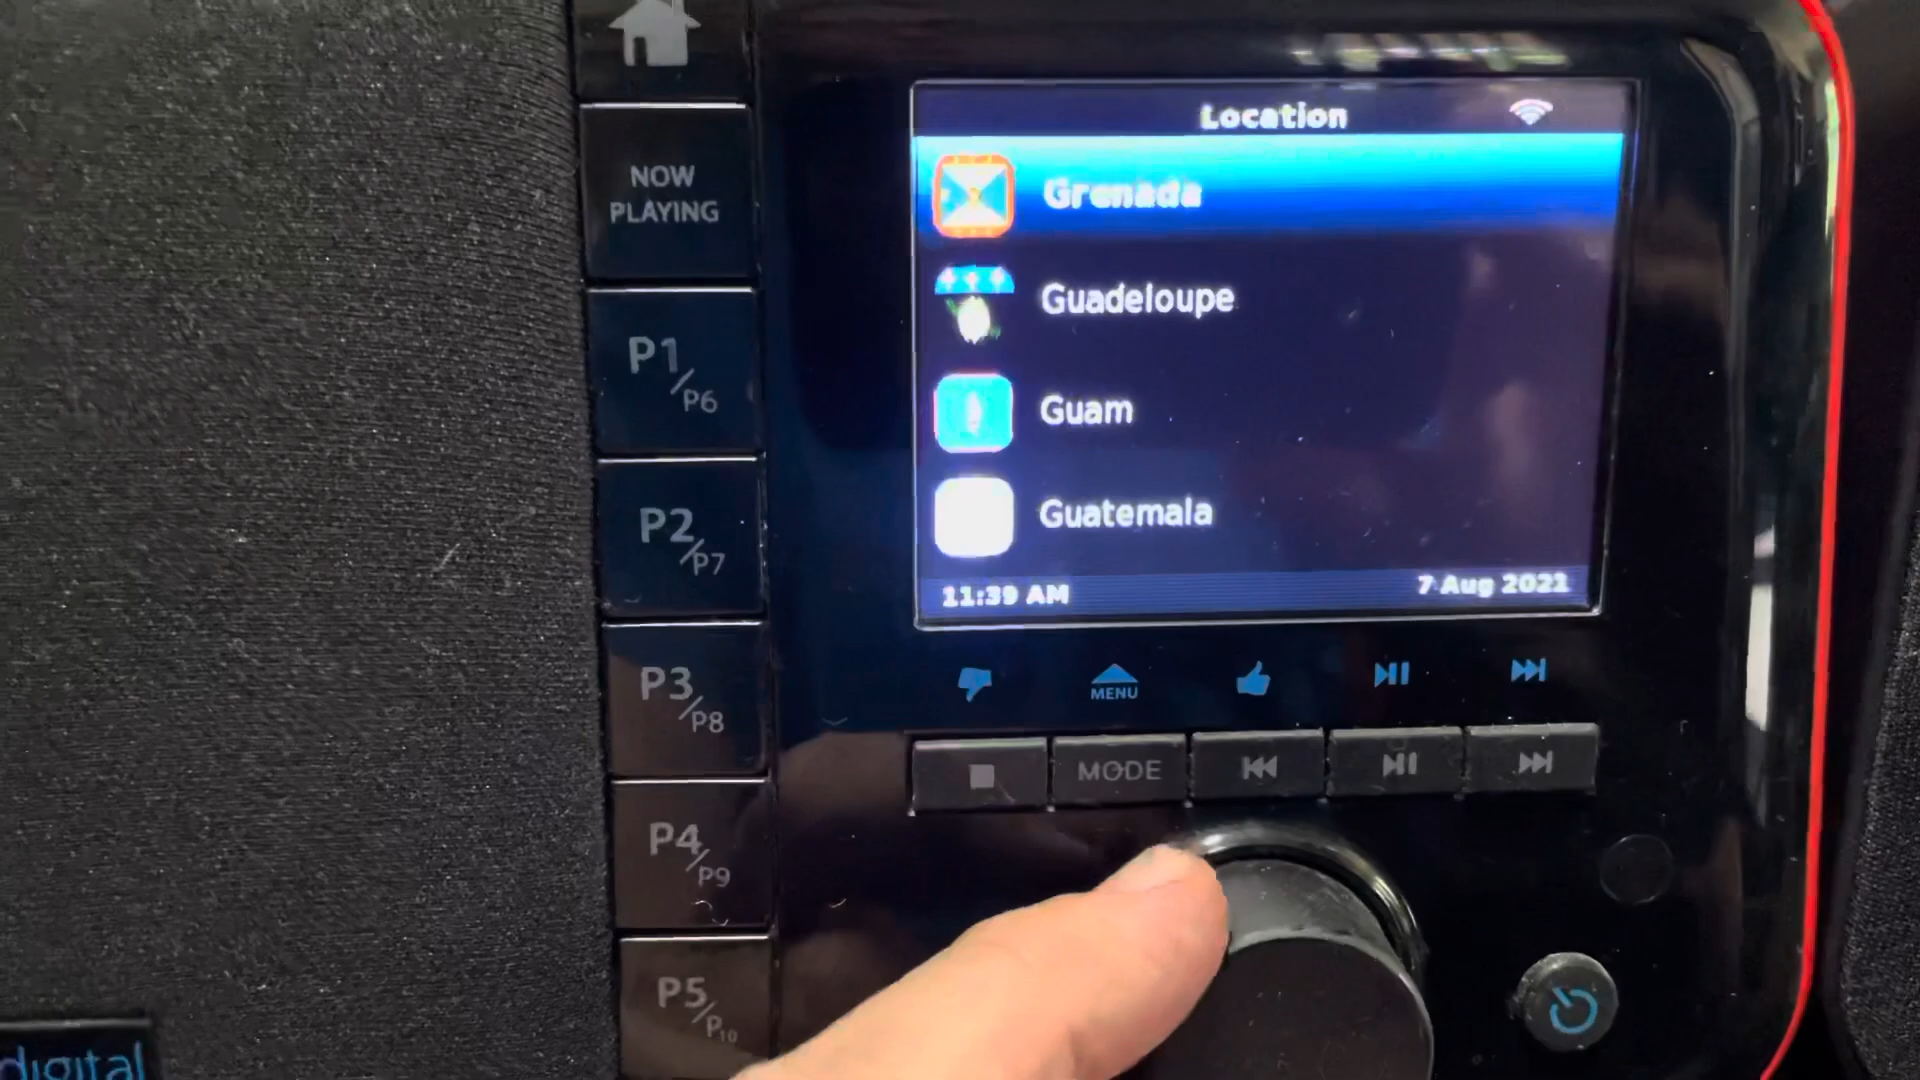 Location
Grenada
Guadeloupe
Guam
Guatemala
11:39 AM
7 Aug 2021
NOW
PLAYING
P1/P6
P2/P7
P3/P8
P4/P9
P5/P10
MENU
MODE
digital